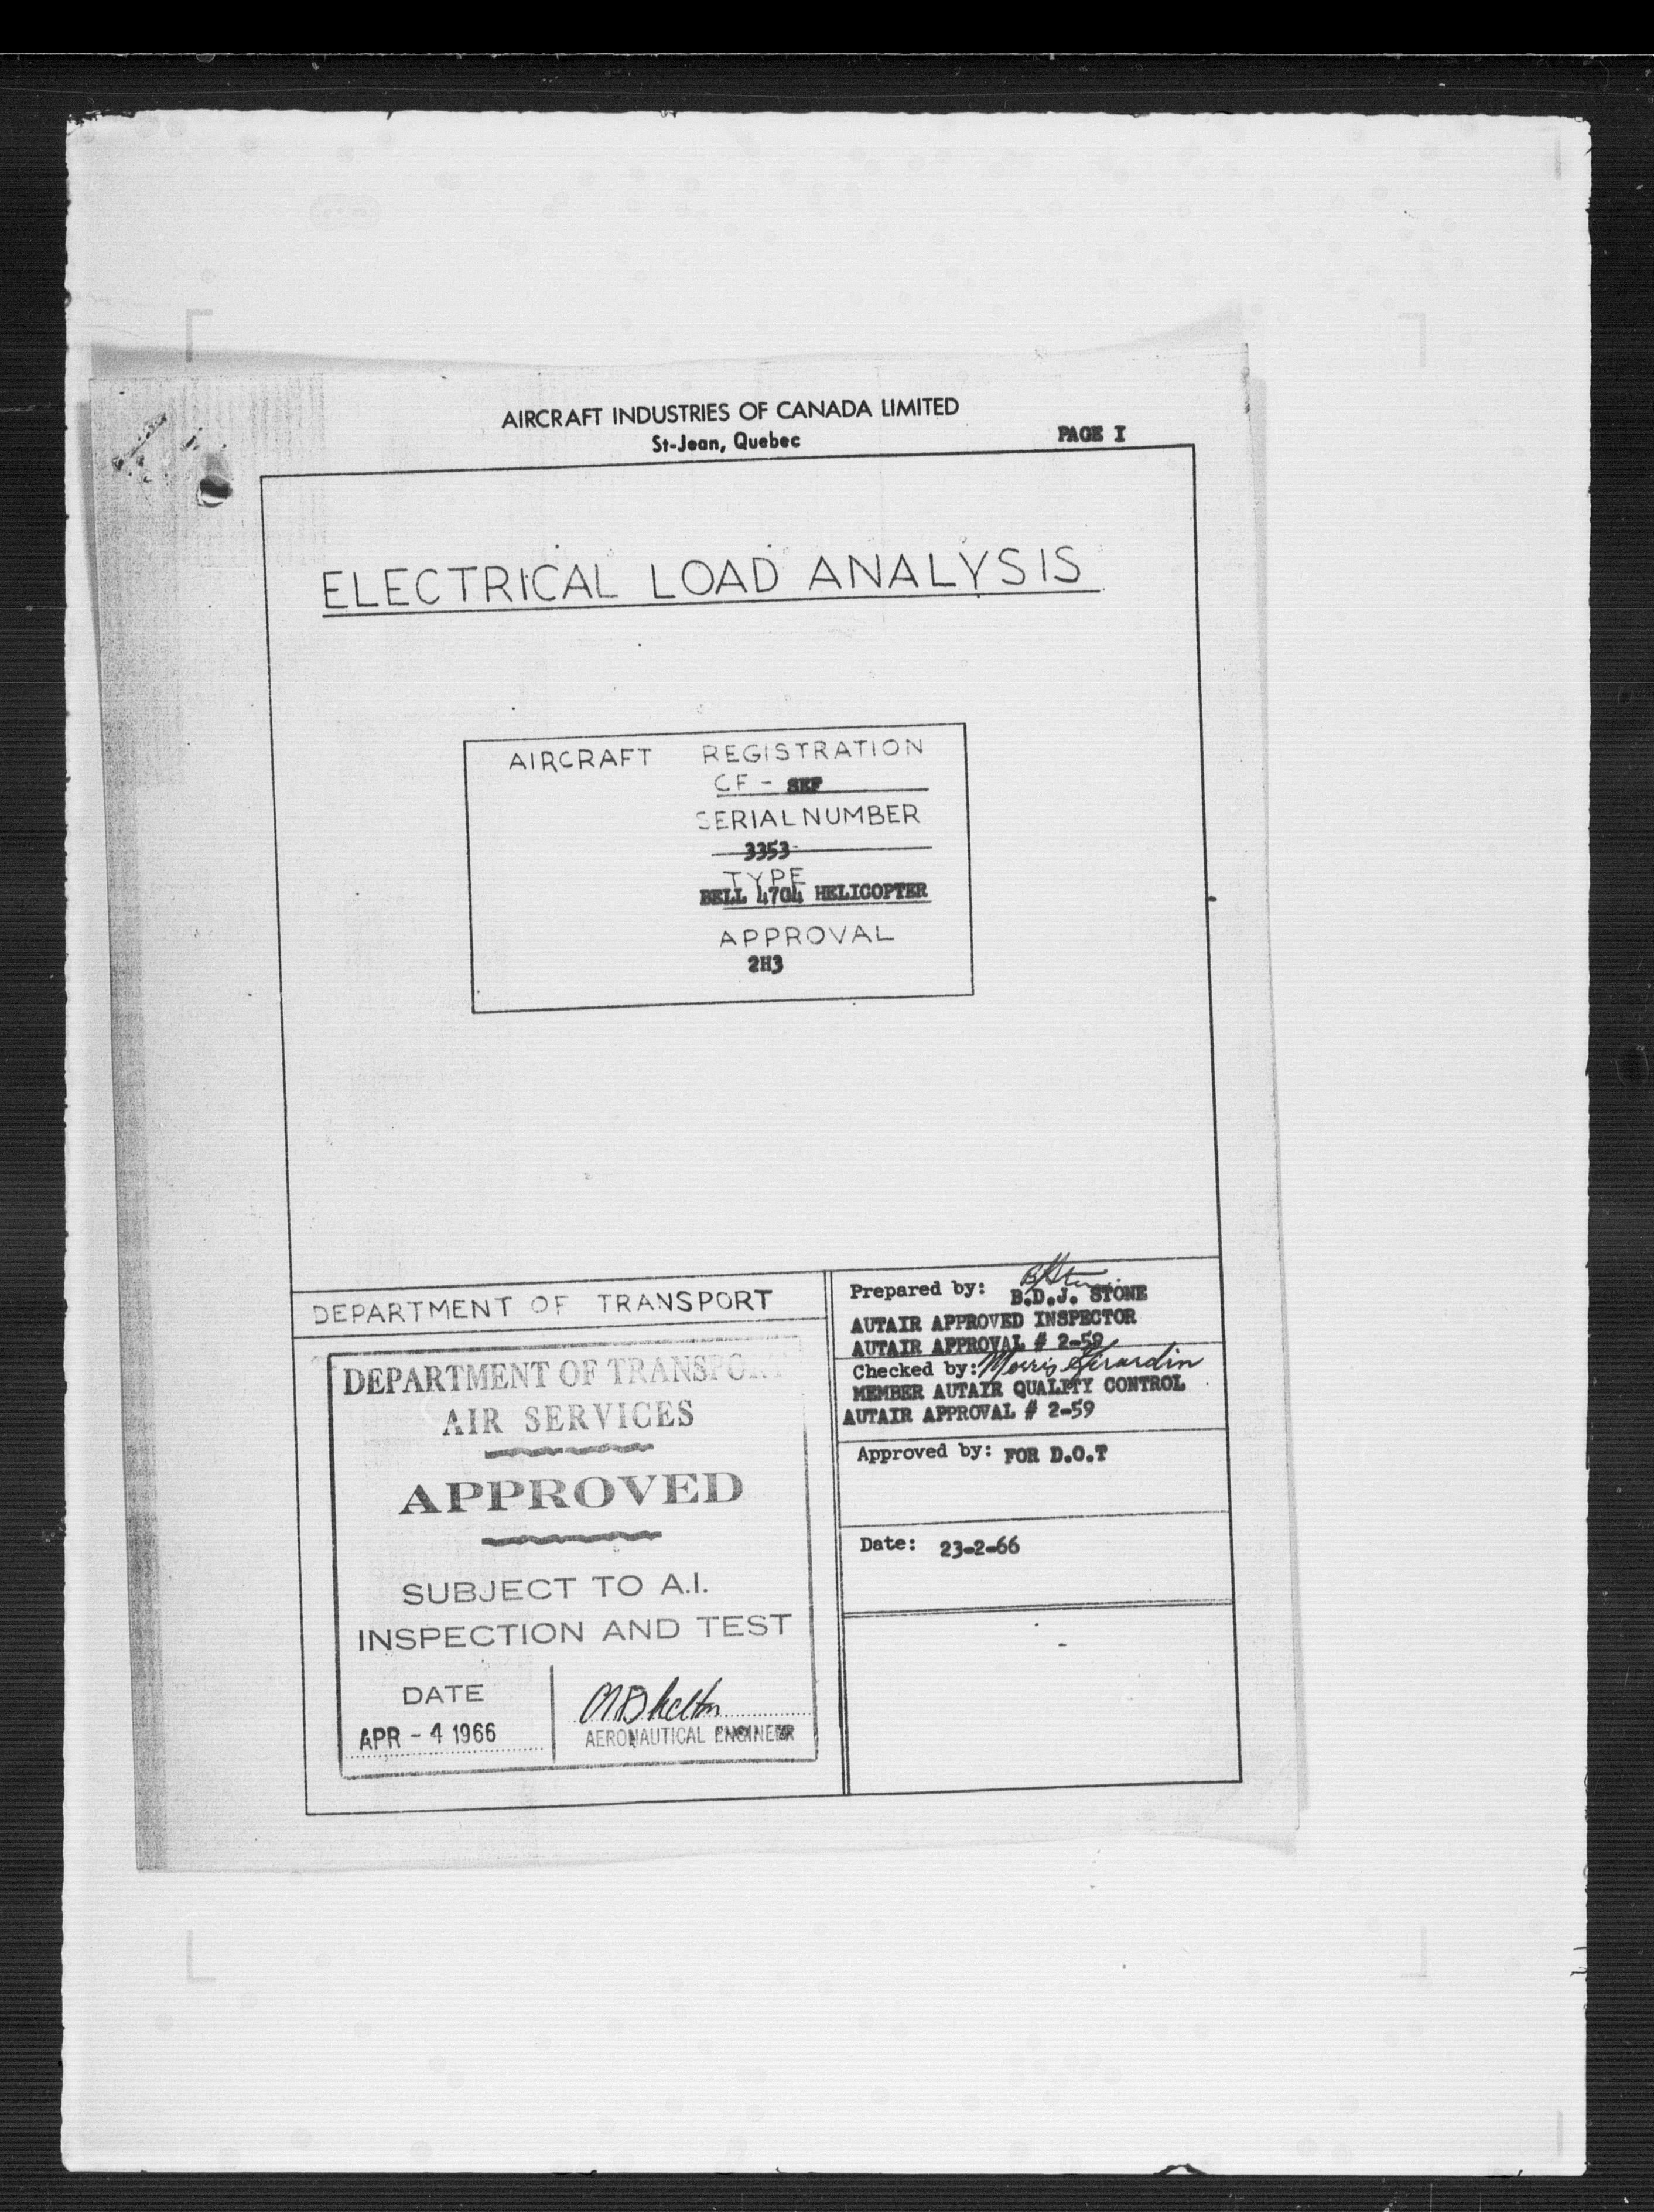 AIRCRAFT INDUSTRIES OF CANADA LIMITED
St-Jean, Quebec
PAGE I
ELECTRICAL LOAD ANALYSIS
AIRCRAFT REGISTRATION
CF - SEF
SERIAL NUMBER
3353
TYPE
BELL 47G4 HELICOPTER
APPROVAL
2H3
DEPARTMENT OF TRANSPORT
DEPARTMENT OF TRANSPORT
AIR SERVICES
APPROVED
SUBJECT TO A.I.
INSPECTION AND TEST
DATE
APR - 4 1966
AERONAUTICAL ENGINEER
Prepared by:
B.D.J. STONE
AUTAIR APPROVED INSPECTOR
AUTAIR APPROVAL # 2-59
Checked by: Morris Girardin
MEMBER AUTAIR QUALITY CONTROL
AUTAIR APPROVAL # 2-59
Approved by: FOR D.O.T
Date: 23-2-66